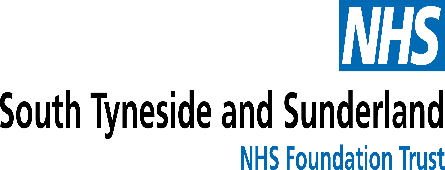 NHS
South Tyneside and Sunderland
NHS Foundation Trust